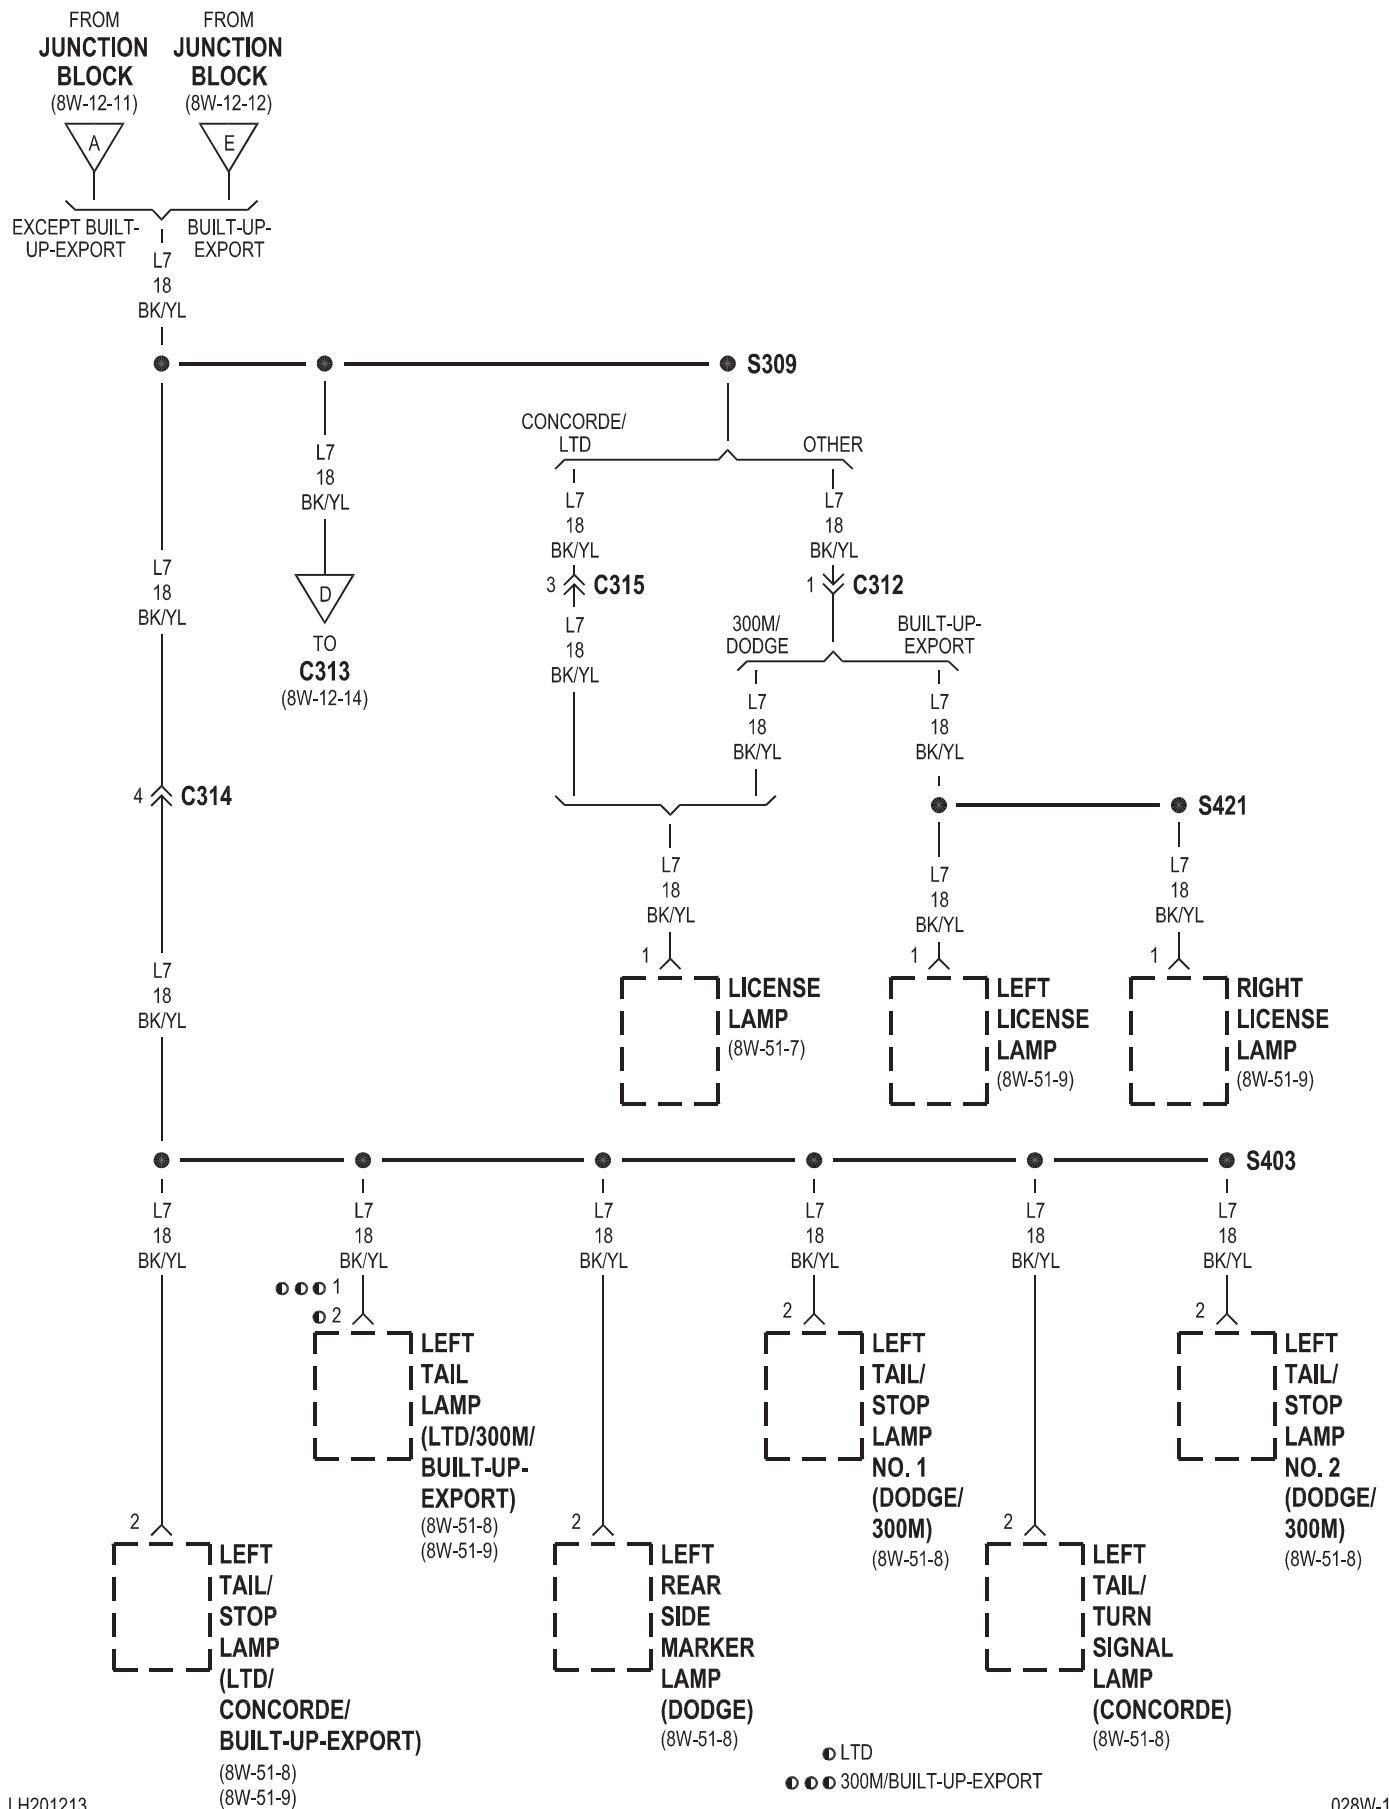 FROM
JUNCTION
BLOCK
(8W-12-11)
A
FROM
JUNCTION
BLOCK
(8W-12-12)
E
EXCEPT BUILT-
UP-EXPORT
BUILT-UP-
EXPORT
L7
18
BK/YL
S309
L7
18
BK/YL
L7
18
BK/YL
D
TO
C313
(8W-12-14)
CONCORDE/
LTD
OTHER
L7
18
BK/YL
L7
18
BK/YL
3
C315
1
C312
L7
18
BK/YL
300M/
DODGE
BUILT-UP-
EXPORT
L7
18
BK/YL
L7
18
BK/YL
4
C314
S421
L7
18
BK/YL
L7
18
BK/YL
L7
18
BK/YL
L7
18
BK/YL
1
LICENSE
LAMP
(8W-51-7)
1
LEFT
LICENSE
LAMP
(8W-51-9)
1
RIGHT
LICENSE
LAMP
(8W-51-9)
S403
L7
18
BK/YL
L7
18
BK/YL
L7
18
BK/YL
L7
18
BK/YL
L7
18
BK/YL
L7
18
BK/YL
1
2
LEFT
TAIL
LAMP
(LTD/300M/
BUILT-UP-
EXPORT)
(8W-51-8)
(8W-51-9)
2
LEFT
TAIL/
STOP
LAMP
NO. 1
(DODGE/
300M)
(8W-51-8)
2
LEFT
TAIL/
STOP
LAMP
NO. 2
(DODGE/
300M)
(8W-51-8)
2
LEFT
TAIL/
STOP
LAMP
(LTD/
CONCORDE/
BUILT-UP-EXPORT)
(8W-51-8)
(8W-51-9)
2
LEFT
REAR
SIDE
MARKER
LAMP
(DODGE)
(8W-51-8)
2
LEFT
TAIL/
TURN
SIGNAL
LAMP
(CONCORDE)
(8W-51-8)
LTD
300M/BUILT-UP-EXPORT
LH201213
028W-1